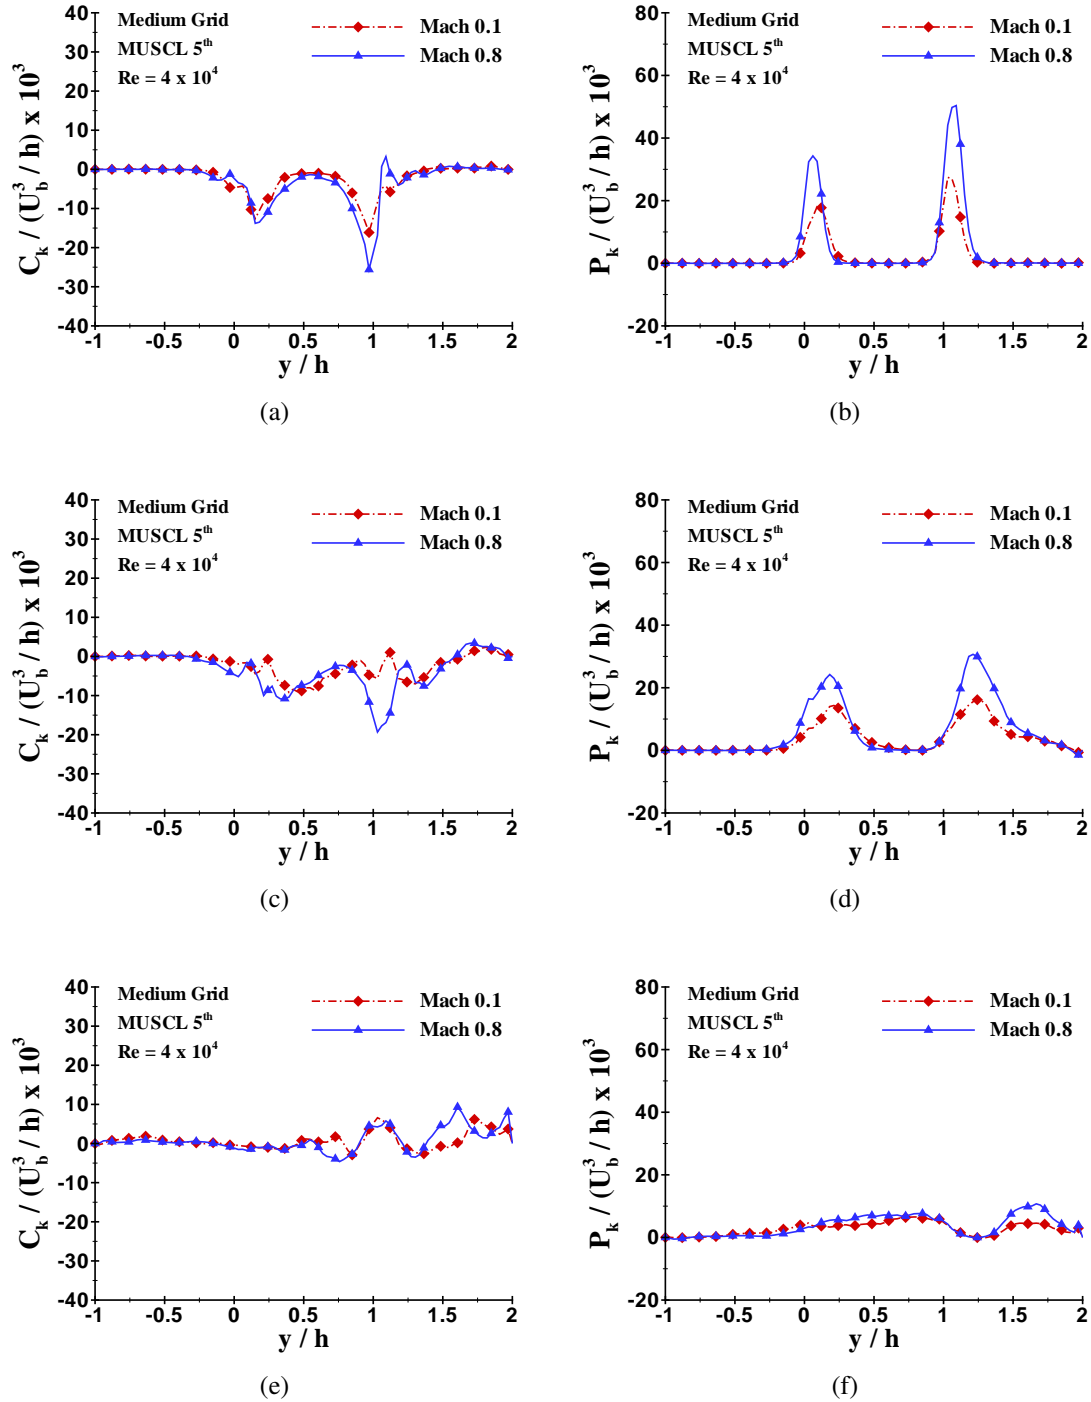 Medium Grid
MUSCL 5th
Re = 4 x 10^4
Mach 0.1
Mach 0.8
C_k / (U_b^3 / h) x 10^3
40
30
20
10
0
-10
-20
-30
-40
-1 -0.5 0 0.5 1 1.5 2
y / h
(a)
Medium Grid
MUSCL 5th
Re = 4 x 10^4
Mach 0.1
Mach 0.8
P_k / (U_b^3 / h) x 10^3
80
60
40
20
0
-20
-1 -0.5 0 0.5 1 1.5 2
y / h
(b)
Medium Grid
MUSCL 5th
Re = 4 x 10^4
Mach 0.1
Mach 0.8
C_k / (U_b^3 / h) x 10^3
40
30
20
10
0
-10
-20
-30
-40
-1 -0.5 0 0.5 1 1.5 2
y / h
(c)
Medium Grid
MUSCL 5th
Re = 4 x 10^4
Mach 0.1
Mach 0.8
P_k / (U_b^3 / h) x 10^3
80
60
40
20
0
-20
-1 -0.5 0 0.5 1 1.5 2
y / h
(d)
Medium Grid
MUSCL 5th
Re = 4 x 10^4
Mach 0.1
Mach 0.8
C_k / (U_b^3 / h) x 10^3
40
30
20
10
0
-10
-20
-30
-40
-1 -0.5 0 0.5 1 1.5 2
y / h
(e)
Medium Grid
MUSCL 5th
Re = 4 x 10^4
Mach 0.1
Mach 0.8
P_k / (U_b^3 / h) x 10^3
80
60
40
20
0
-20
-1 -0.5 0 0.5 1 1.5 2
y / h
(f)